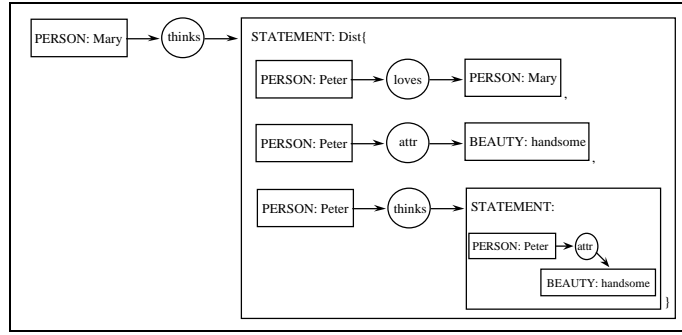 PERSON: Mary thinks STATEMENT: Dist{
PERSON: Peter loves PERSON: Mary ,
PERSON: Peter attr BEAUTY: handsome ,
PERSON: Peter thinks STATEMENT:
PERSON: Peter attr
BEAUTY: handsome
}